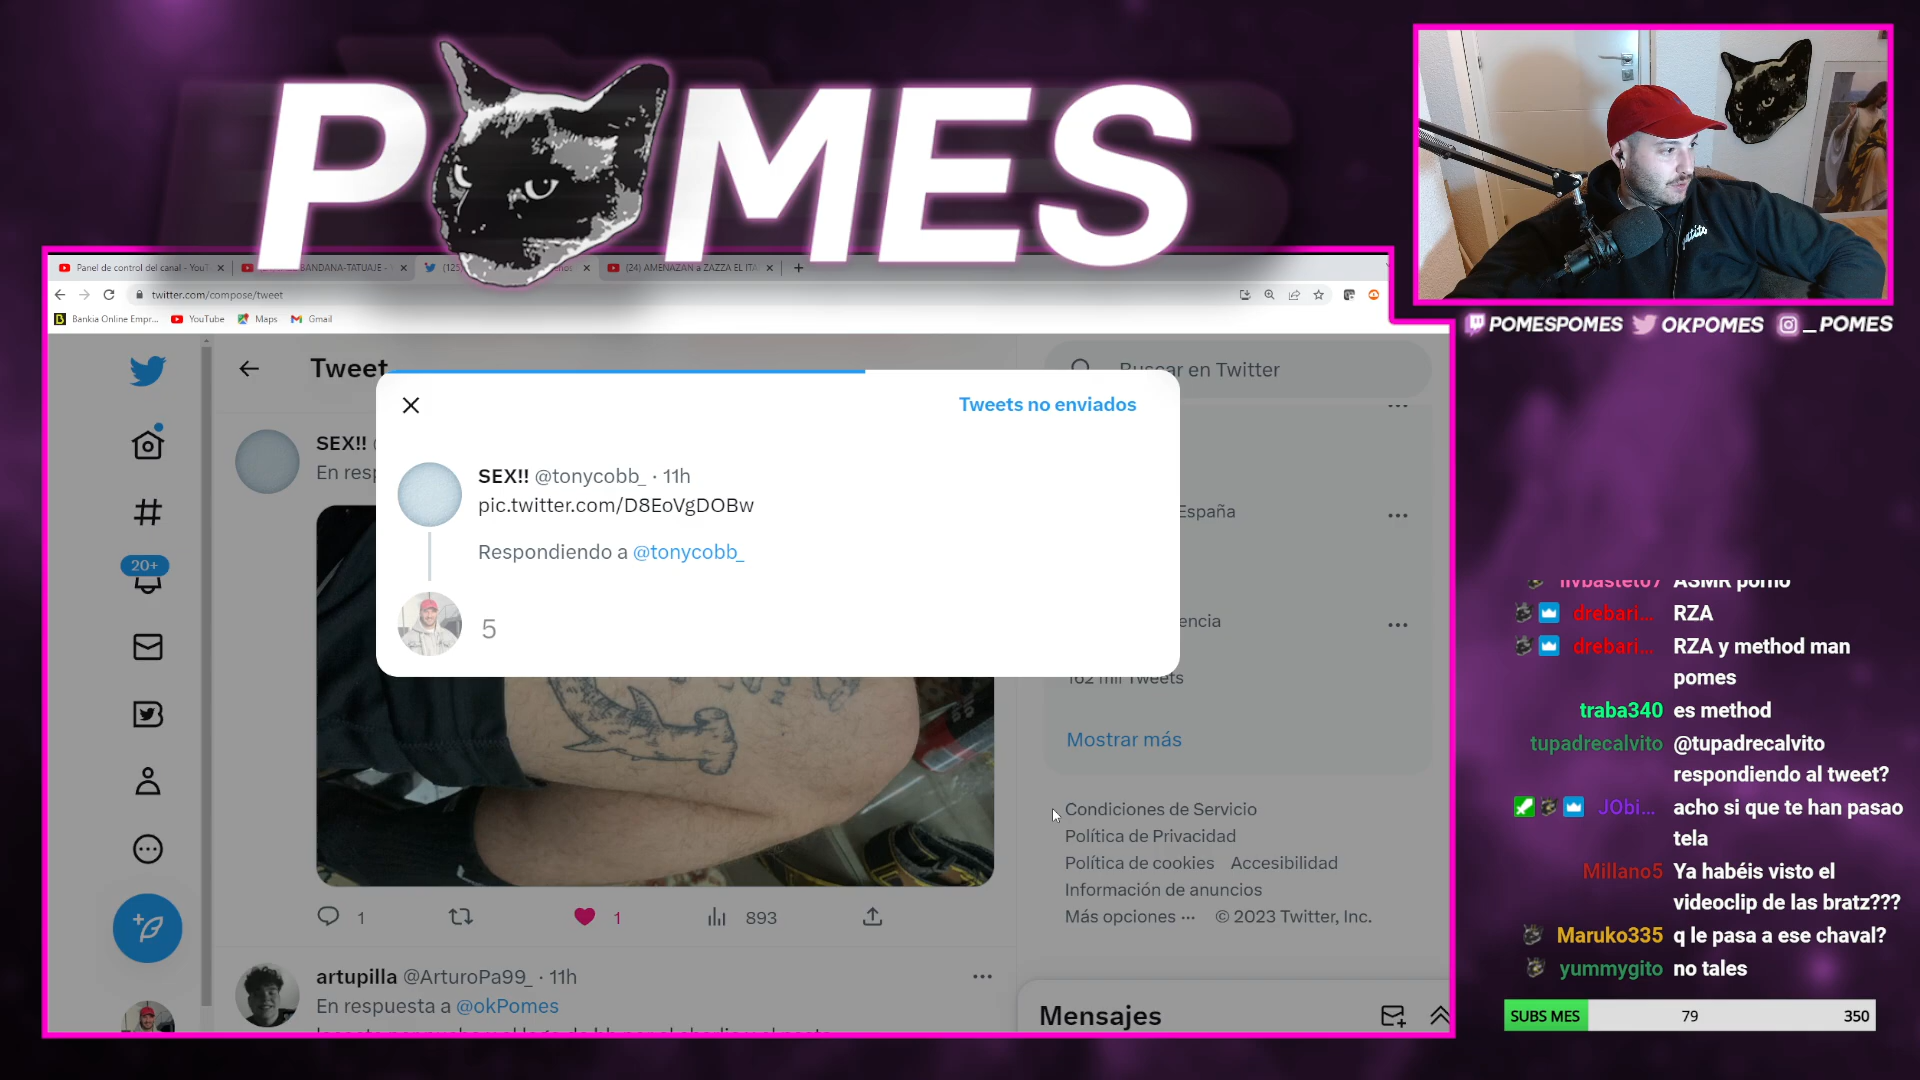 POMES
Panel de control del canal - YouT
BANDANA-TATUAJE -
(24) AMENAZAN a ZAZZA EL ITA
twitter.com/compose/tweet
Bankia Online Empr...
YouTube
Maps
Gmail
POMESPOMES
OKPOMES
_POMES
Tweet
Buscar en Twitter
Tweets no enviados
SEX!!
En resp
SEX!! @tonycobb_ · 11h
pic.twitter.com/D8EoVgDOBw
Respondiendo a @tonycobb_
5
España
encia
162 mil Tweets
Mostrar más
20+
Condiciones de Servicio
Política de Privacidad
Política de cookies Accesibilidad
Información de anuncios
Más opciones ··· © 2023 Twitter, Inc.
1
1
893
artupilla @ArturoPa99_ · 11h
En respuesta a @okPomes
Mensajes
ASMR porno
drebari... RZA
drebari... RZA y method man
pomes
traba340 es method
tupadrecalvito @tupadrecalvito
respondiendo al tweet?
JObi... acho si que te han pasao
tela
Millano5 Ya habéis visto el
videoclip de las bratz???
Maruko335 q le pasa a ese chaval?
yummygito no tales
SUBS MES 79 350